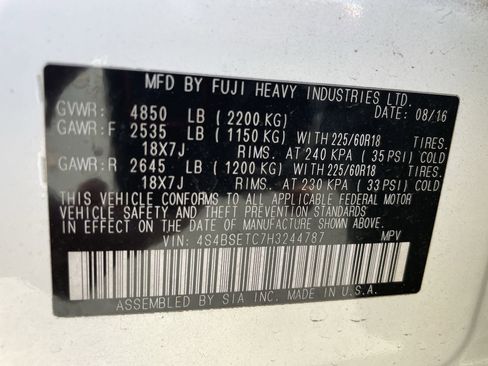 MFD BY FUJI HEAVY INDUSTRIES LTD.
GVWR: 4850 LB (2200 KG) DATE: 08/16
GAWR:F 2535 LB (1150 KG) WITH 225/60R18 TIRES.
18X7J RIMS. AT 240 KPA (35 PSI) COLD
GAWR:R 2645 LB (1200 KG) WITH 225/60R18 TIRES.
18X7J RIMS. AT 230 KPA (33 PSI) COLD
THIS VEHICLE CONFORMS TO ALL APPLICABLE FEDERAL MOTOR
VEHICLE SAFETY AND THEFT PREVENTION STANDARDS
IN EFFECT ON THE DATE OF MANUFACTURE SHOWN ABOVE.
VIN: 4S4BSETC7H3244787 MPV
ASSEMBLED BY SIA INC. MADE IN U.S.A.